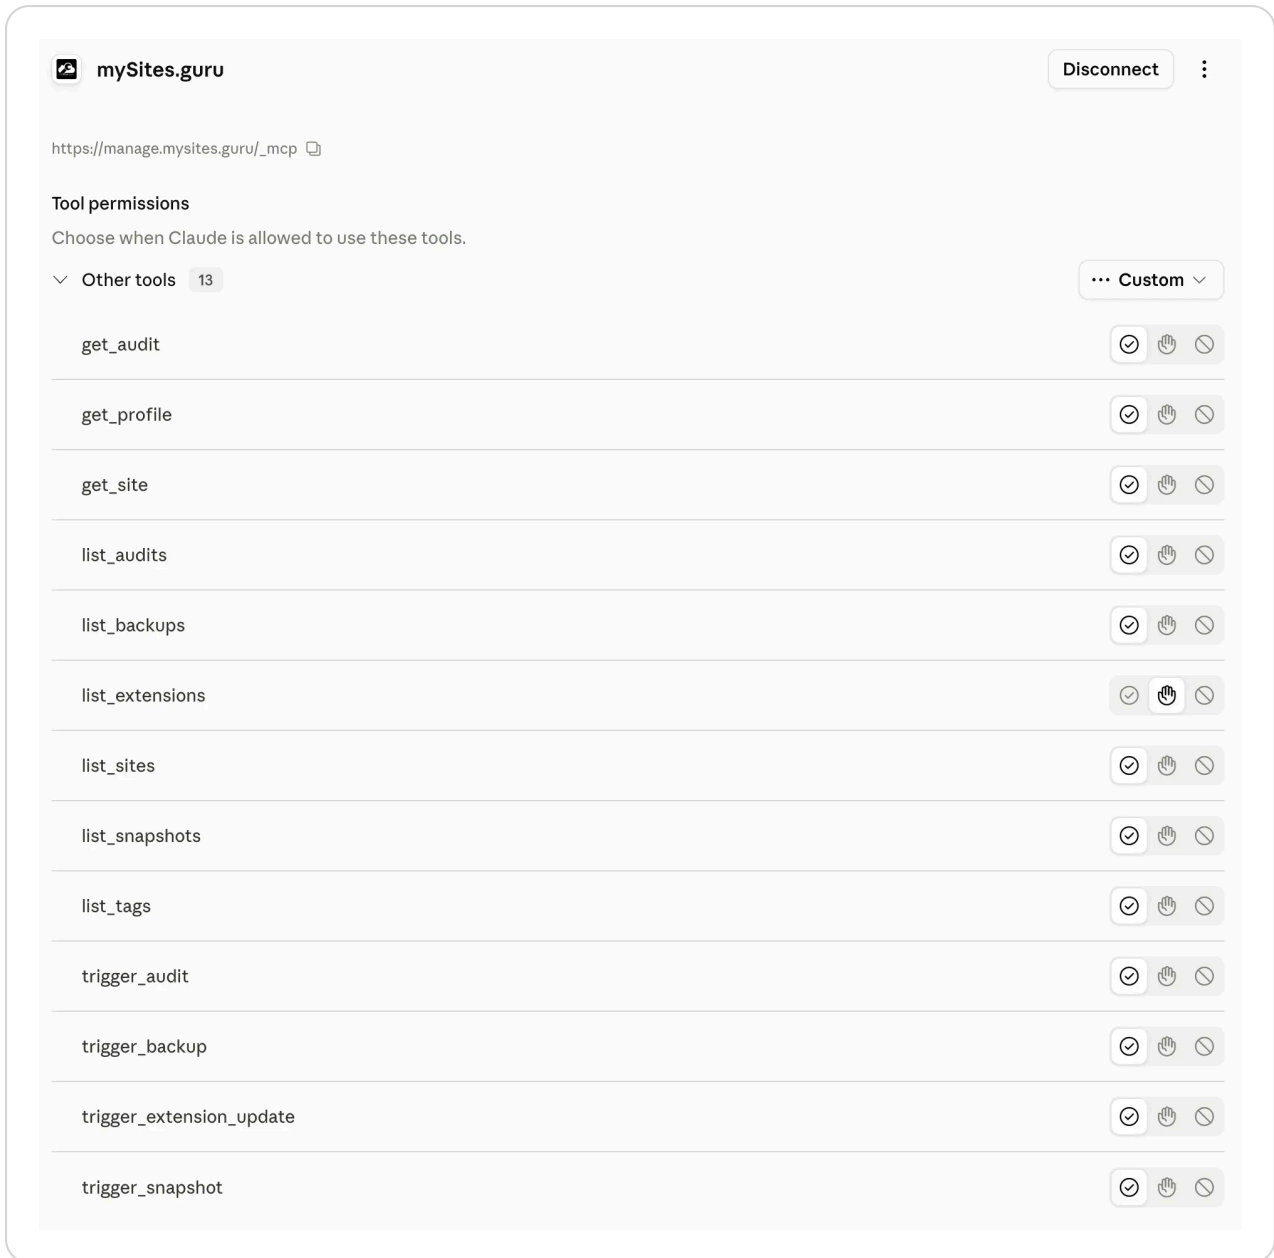 mySites.guru
Disconnect
https://manage.mysites.guru/_mcp
Tool permissions
Choose when Claude is allowed to use these tools.
Other tools 13
Custom
get_audit
get_profile
get_site
list_audits
list_backups
list_extensions
list_sites
list_snapshots
list_tags
trigger_audit
trigger_backup
trigger_extension_update
trigger_snapshot